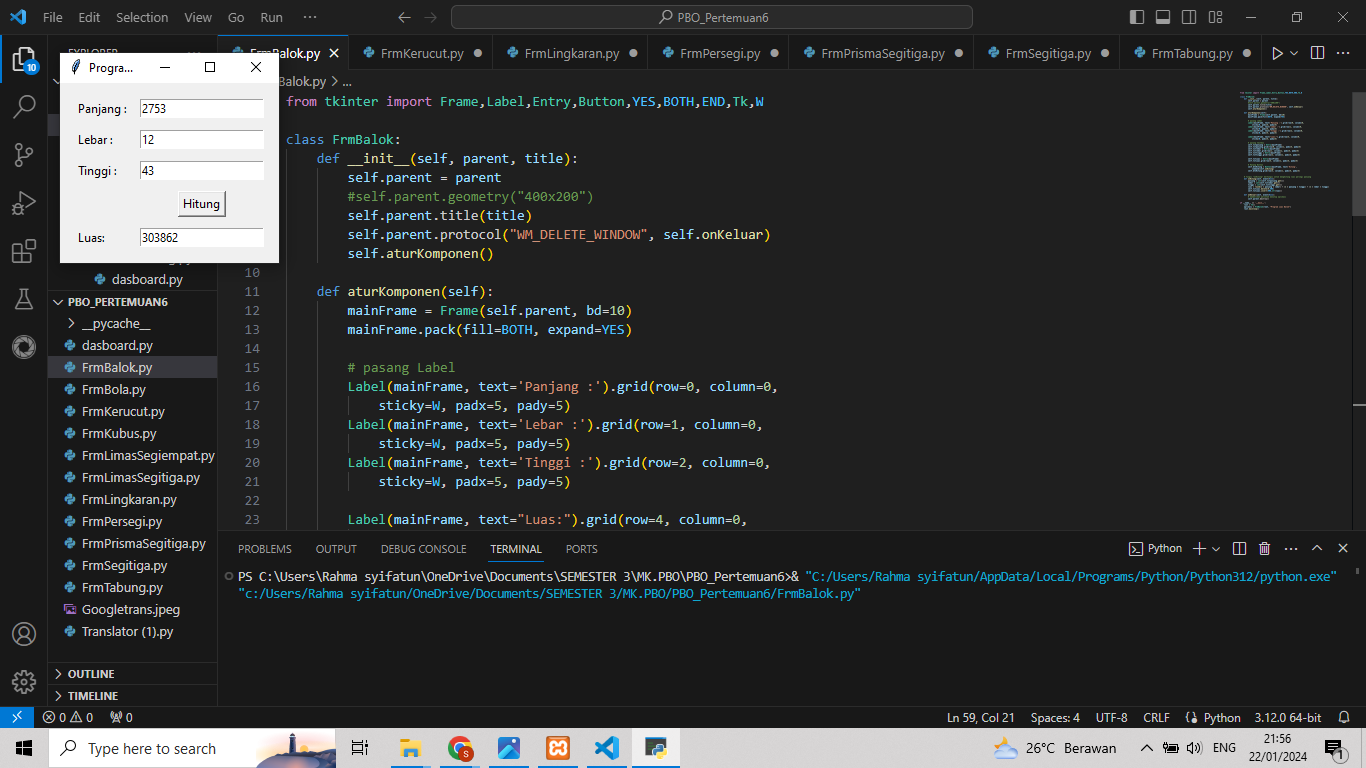 File Edit Selection View Go Run ··· PBO_Pertemuan6
EXPLORER
10
FrmBalok.py FrmKerucut.py FrmLingkaran.py FrmPersegi.py FrmPrismaSegitiga.py FrmSegitiga.py FrmTabung.py
Balok.py > ...
Progra...
Panjang : 2753
Lebar : 12
Tinggi : 43
Hitung
Luas: 303862
dasboard.py
PBO_PERTEMUAN6
__pycache__
dasboard.py
FrmBalok.py
FrmBola.py
FrmKerucut.py
FrmKubus.py
FrmLimasSegiempat.py
FrmLimasSegitiga.py
FrmLingkaran.py
FrmPersegi.py
FrmPrismaSegitiga.py
FrmSegitiga.py
FrmTabung.py
Googletrans.jpeg
Translator (1).py
OUTLINE
TIMELINE
from tkinter import Frame,Label,Entry,Button,YES,BOTH,END,Tk,W
class FrmBalok:
def __init__(self, parent, title):
self.parent = parent
#self.parent.geometry("400x200")
self.parent.title(title)
self.parent.protocol("WM_DELETE_WINDOW", self.onKeluar)
self.aturKomponen()
10
11 def aturKomponen(self):
12 mainFrame = Frame(self.parent, bd=10)
13 mainFrame.pack(fill=BOTH, expand=YES)
14
15 # pasang Label
16 Label(mainFrame, text='Panjang :').grid(row=0, column=0,
17 sticky=W, padx=5, pady=5)
18 Label(mainFrame, text='Lebar :').grid(row=1, column=0,
19 sticky=W, padx=5, pady=5)
20 Label(mainFrame, text='Tinggi :').grid(row=2, column=0,
21 sticky=W, padx=5, pady=5)
22
23 Label(mainFrame, text="Luas:").grid(row=4, column=0,
PROBLEMS OUTPUT DEBUG CONSOLE TERMINAL PORTS Python
PS C:\Users\Rahma syifatun\OneDrive\Documents\SEMESTER 3\MK.PBO\PBO_Pertemuan6>& "C:/Users/Rahma syifatun/AppData/Local/Programs/Python/Python312/python.exe"
"c:/Users/Rahma syifatun/OneDrive/Documents/SEMESTER 3/MK.PBO/PBO_Pertemuan6/FrmBalok.py"
0 0 0 Ln 59, Col 21 Spaces: 4 UTF-8 CRLF Python 3.12.0 64-bit
Type here to search 26°C Berawan ENG 21:56
22/01/2024 1